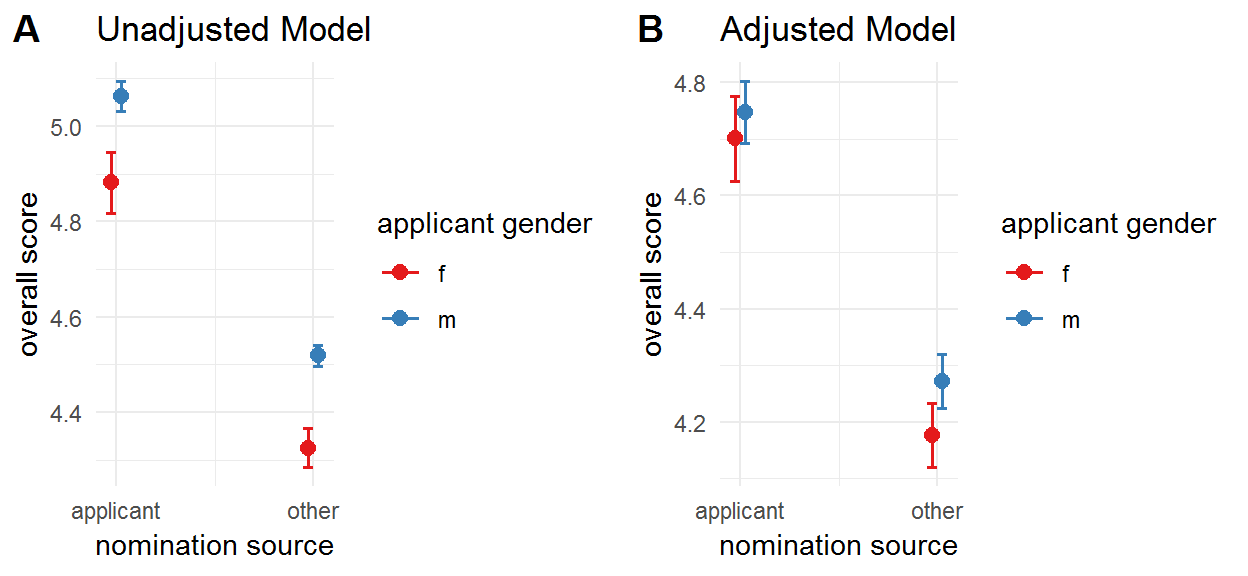 A Unadjusted Model
overall score
5.0
4.8
4.6
4.4
applicant other
nomination source
applicant gender
f
m
B Adjusted Model
overall score
4.8
4.6
4.4
4.2
applicant other
nomination source
applicant gender
f
m